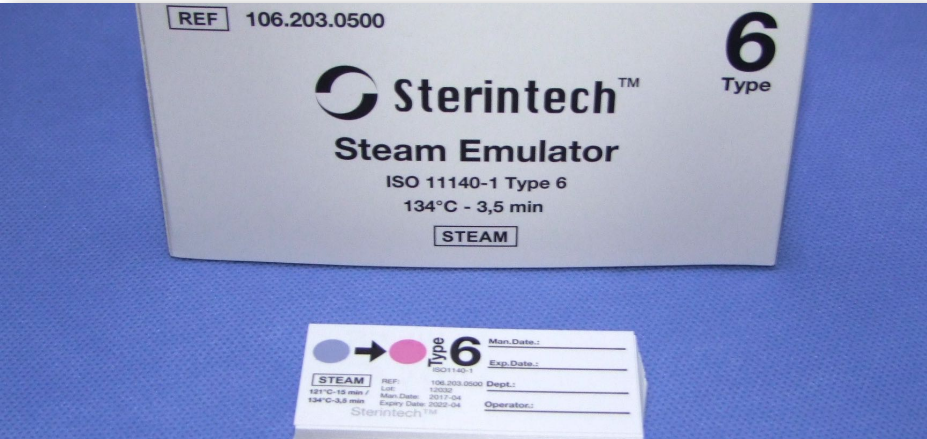 REF 106.203.0500
6
Type
Sterintech™
Steam Emulator
ISO 11140-1 Type 6
134°C - 3,5 min
STEAM
Type 6
ISO11140-1
STEAM
121°C-15 min /
134°C-3,5 min
REF: 106.203.0500
Lot: 12032
Man.Date: 2017-04
Expiry Date: 2022-04
Sterintech™
Man.Date.:
Exp.Date.:
Dept.:
Operator.: